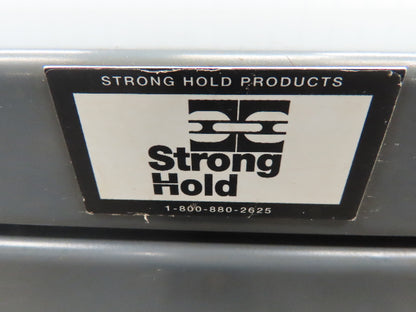 STRONG HOLD PRODUCTS
Strong
Hold
1-800-880-2625